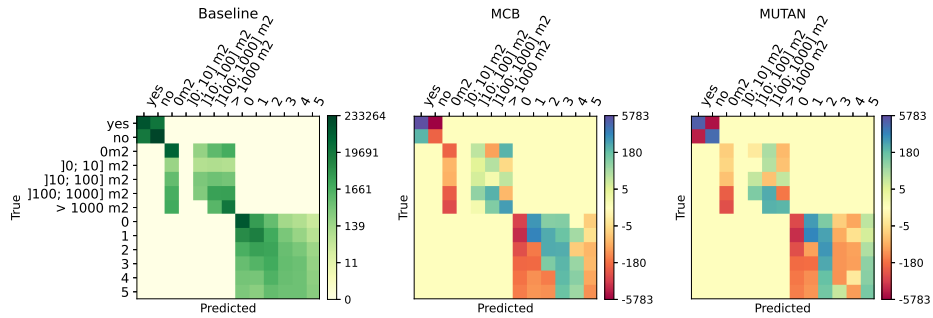 Baseline
MCB
MUTAN
yes
no
0m2
]0; 10] m2
]10; 100] m2
]100; 1000] m2
> 1000 m2
0
1
2
3
4
5
yes
no
0m2
]0; 10] m2
]10; 100] m2
]100; 1000] m2
> 1000 m2
0
1
2
3
4
5
yes
no
0m2
]0; 10] m2
]10; 100] m2
]100; 1000] m2
> 1000 m2
0
1
2
3
4
5
True
yes
no
0m2
]0; 10] m2
]10; 100] m2
]100; 1000] m2
> 1000 m2
0
1
2
3
4
5
Predicted
233264
19691
1661
139
11
0
True
Predicted
5783
180
5
-5
-180
-5783
True
Predicted
5783
180
5
-5
-180
-5783